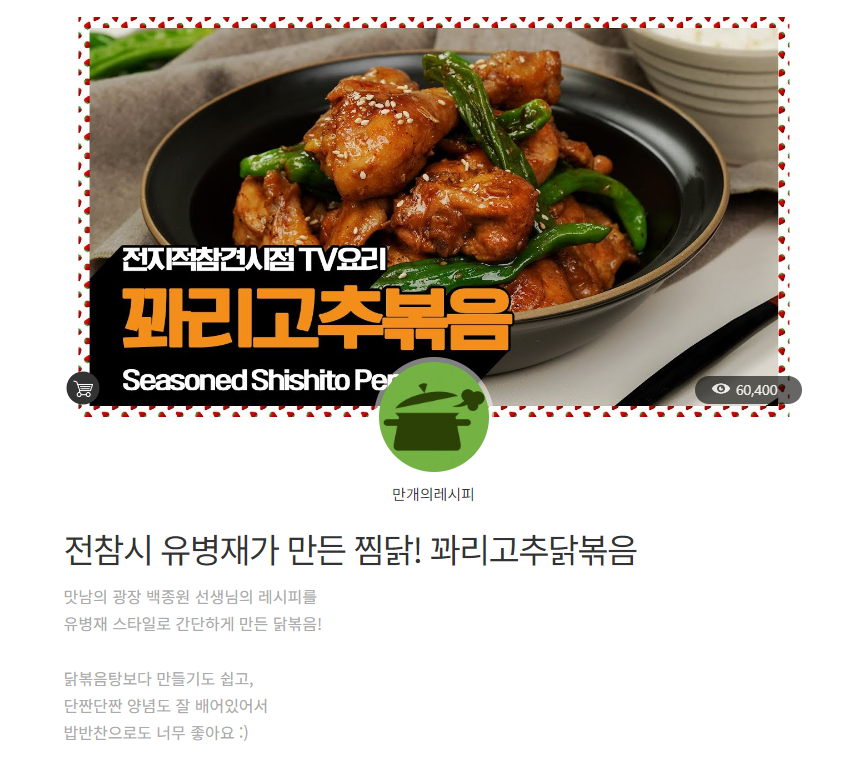 전지적참견시점 TV요리
꽈리고추볶음
Seasoned Shishito
60,400
만개의레시피
전참시 유병재가 만든 찜닭! 꽈리고추닭볶음
맛남의 광장 백종원 선생님의 레시피를
유병재 스타일로 간단하게 만든 닭볶음!
닭볶음탕보다 만들기도 쉽고,
단짠단짠 양념도 잘 배어있어서
밥반찬으로도 너무 좋아요 :)